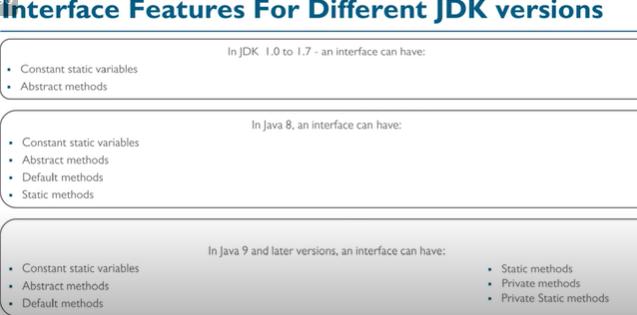 Interface Features For Different JDK versions
In JDK 1.0 to 1.7 - an interface can have:
• Constant static variables
• Abstract methods
In Java 8, an interface can have:
• Constant static variables
• Abstract methods
• Default methods
• Static methods
In Java 9 and later versions, an interface can have:
• Constant static variables
• Abstract methods
• Default methods
• Static methods
• Private methods
• Private Static methods